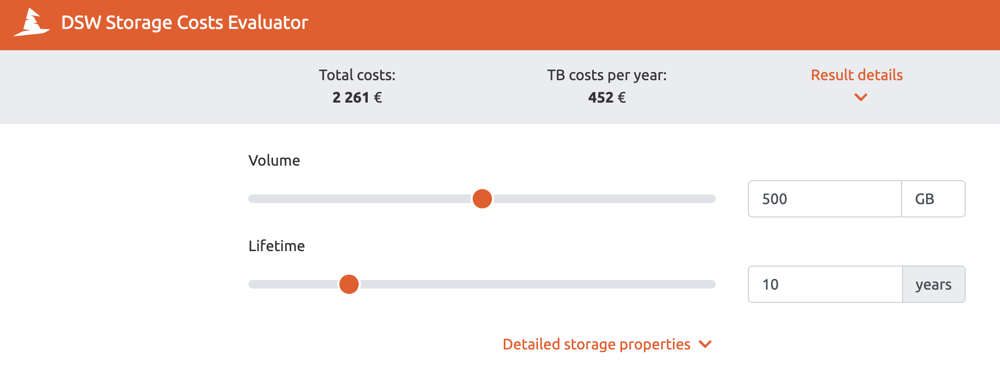 DSW Storage Costs Evaluator
Total costs:
2 261 €
TB costs per year:
452 €
Result details
Volume
500 GB
Lifetime
10 years
Detailed storage properties